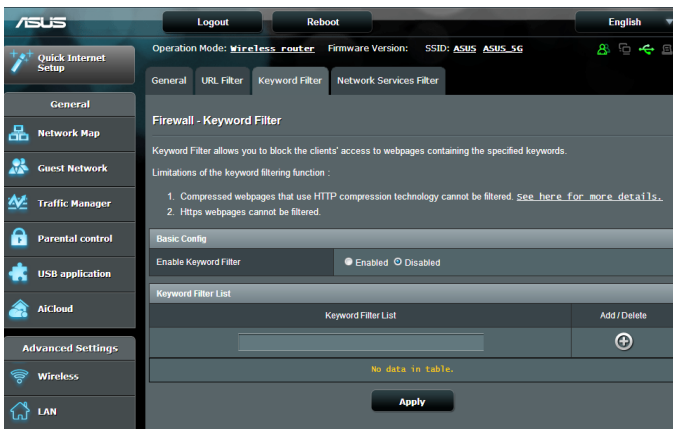 ASUS
Logout
Reboot
English
Quick Internet Setup
Operation Mode: Wireless router Firmware Version: SSID: ASUS ASUS_5G
General
URL Filter
Keyword Filter
Network Services Filter
General
Network Map
Guest Network
Traffic Manager
Parental control
USB application
AiCloud
Advanced Settings
Wireless
LAN
Firewall - Keyword Filter
Keyword Filter allows you to block the clients' access to webpages containing the specified keywords.
Limitations of the keyword filtering function :
1. Compressed webpages that use HTTP compression technology cannot be filtered. See here for more details.
2. Https webpages cannot be filtered.
Basic Config
Enable Keyword Filter
Enabled Disabled
Keyword Filter List
Keyword Filter List
Add / Delete
No data in table.
Apply